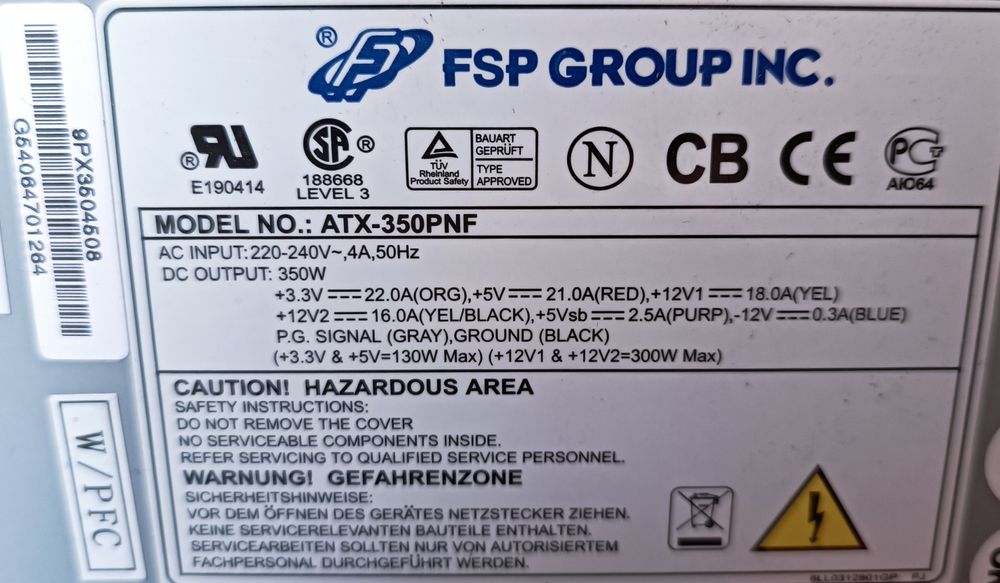 ® FSP GROUP INC.
9PX3504508
G54064701264
W/PFC
® RU
E190414
SA ®
188668
LEVEL 3
TÜV
Rheinland
Product Safety
BAUART
GEPRÜFT
TYPE
APPROVED
N
CB
CE
PCT
АЮ64
MODEL NO.: ATX-350PNF
AC INPUT:220-240V~,4A,50Hz
DC OUTPUT: 350W
+3.3V ⎓ 22.0A(ORG),+5V ⎓ 21.0A(RED),+12V1 ⎓ 18.0A(YEL)
+12V2 ⎓ 16.0A(YEL/BLACK),+5Vsb ⎓ 2.5A(PURP),-12V ⎓ 0.3A(BLUE)
P.G. SIGNAL (GRAY),GROUND (BLACK)
(+3.3V & +5V=130W Max) (+12V1 & +12V2=300W Max)
CAUTION! HAZARDOUS AREA
SAFETY INSTRUCTIONS:
DO NOT REMOVE THE COVER
NO SERVICEABLE COMPONENTS INSIDE.
REFER SERVICING TO QUALIFIED SERVICE PERSONNEL.
WARNUNG! GEFAHRENZONE
SICHERHEITSHINWEISE:
VOR DEM ÖFFNEN DES GERÄTES NETZSTECKER ZIEHEN.
KEINE SERVICERELEVANTEN BAUTEILE ENTHALTEN.
SERVICEARBEITEN SOLLTEN NUR VON AUTORISIERTEM
FACHPERSONAL DURCHGEFÜHRT WERDEN.